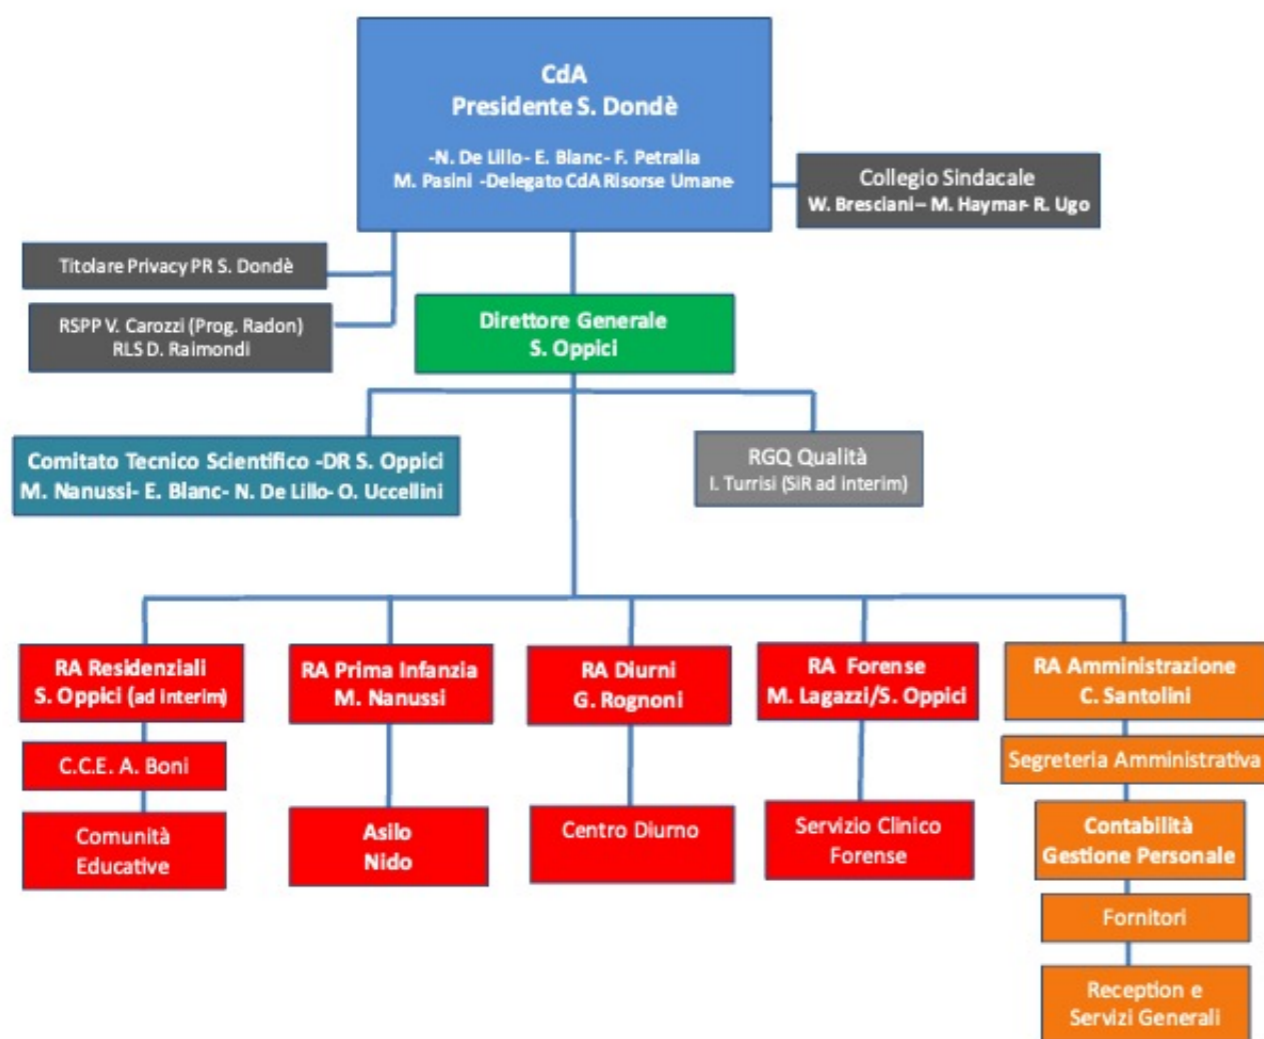 CdA
Presidente S. Dondè
-N. De Lillo- E. Blanc- F. Petralia
M. Pasini -Delegato CdA Risorse Umane-
Collegio Sindacale
W. Bresciani– M. Haymar- R. Ugo
Titolare Privacy PR S. Dondè
RSPP V. Carozzi (Prog. Radon)
RLS D. Raimondi
Direttore Generale
S. Oppici
Comitato Tecnico Scientifico -DR S. Oppici
M. Nanussi- E. Blanc- N. De Lillo- O. Uccellini
RGQ Qualità
I. Turrisi (SiR ad interim)
RA Residenziali
S. Oppici (ad interim)
RA Prima Infanzia
M. Nanussi
RA Diurni
G. Rognoni
RA Forense
M. Lagazzi/S. Oppici
RA Amministrazione
C. Santolini
C.C.E. A. Boni
Segreteria Amministrativa
Comunità
Educative
Asilo
Nido
Centro Diurno
Servizio Clinico
Forense
Contabilità
Gestione Personale
Fornitori
Reception e
Servizi Generali